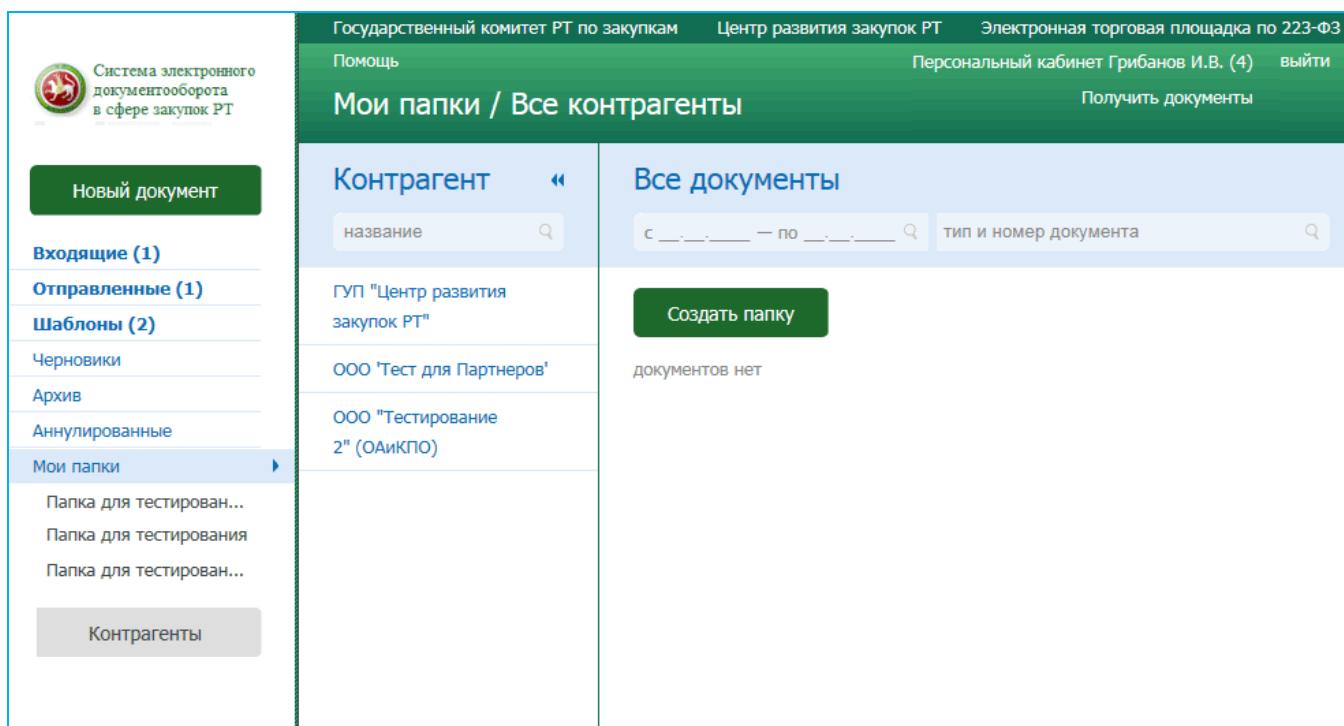 Государственный комитет РТ по закупкам Центр развития закупок РТ Электронная торговая площадка по 223-ФЗ
Помощь Персональный кабинет Грибанов И.В. (4) выйти
Мои папки / Все контрагенты Получить документы
Система электронного
документооборота
в сфере закупок РТ
Новый документ
Входящие (1)
Отправленные (1)
Шаблоны (2)
Черновики
Архив
Аннулированные
Мои папки
Папка для тестирован...
Папка для тестирования
Папка для тестирован...
Контрагенты
Контрагент
название
ГУП "Центр развития
закупок РТ"
ООО 'Тест для Партнеров'
ООО "Тестирование
2" (ОАиКПО)
Все документы
с __.__.____ — по __.__.____ тип и номер документа
Создать папку
документов нет